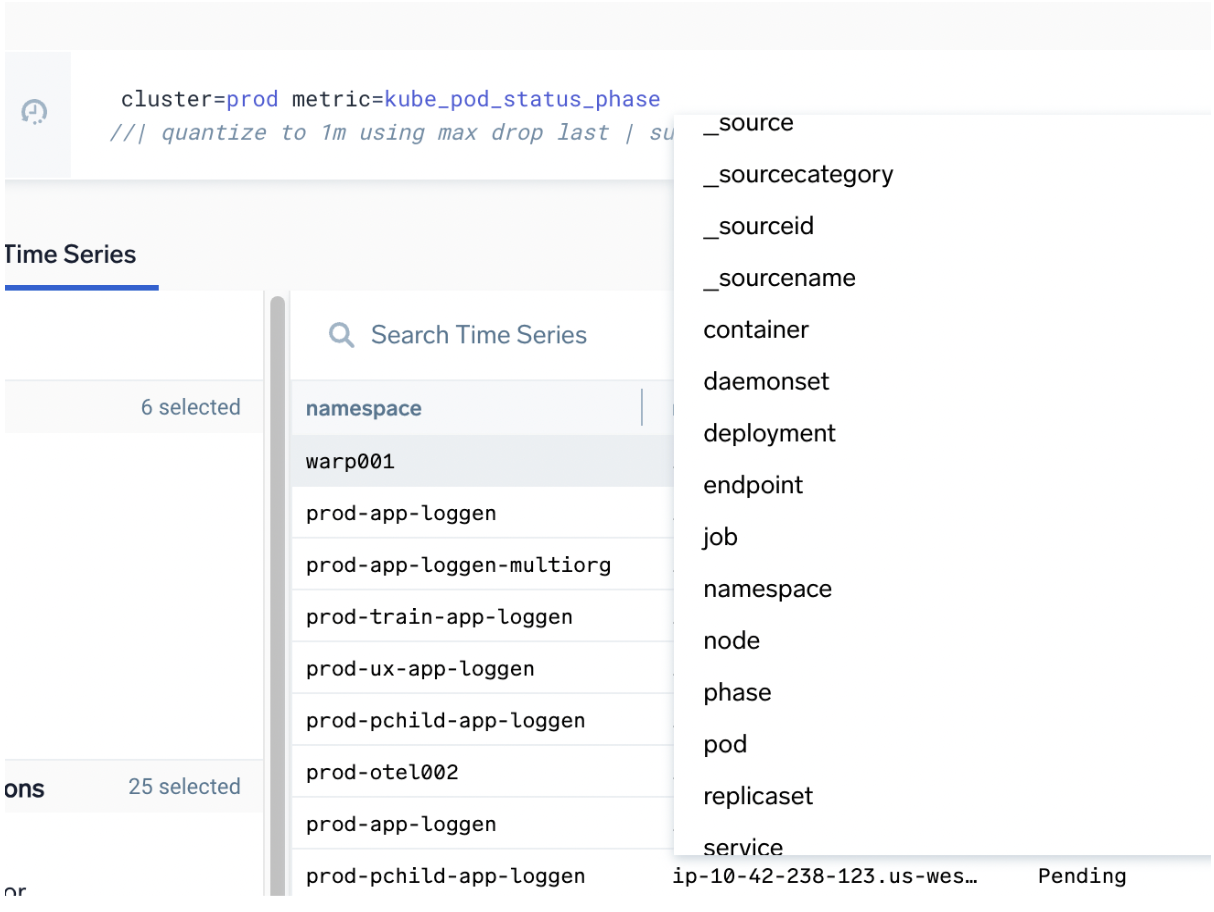 cluster=prod metric=kube_pod_status_phase
//| quantize to 1m using max drop last | su
_source
_sourcecategory
_sourceid
_sourcename
container
daemonset
deployment
endpoint
job
namespace
node
phase
pod
replicaset
service
Time Series
6 selected
ons
25 selected
or
Search Time Series
namespace
warp001
prod-app-loggen
prod-app-loggen-multiorg
prod-train-app-loggen
prod-ux-app-loggen
prod-pchild-app-loggen
prod-otel002
prod-app-loggen
prod-pchild-app-loggen ip-10-42-238-123.us-wes… Pending